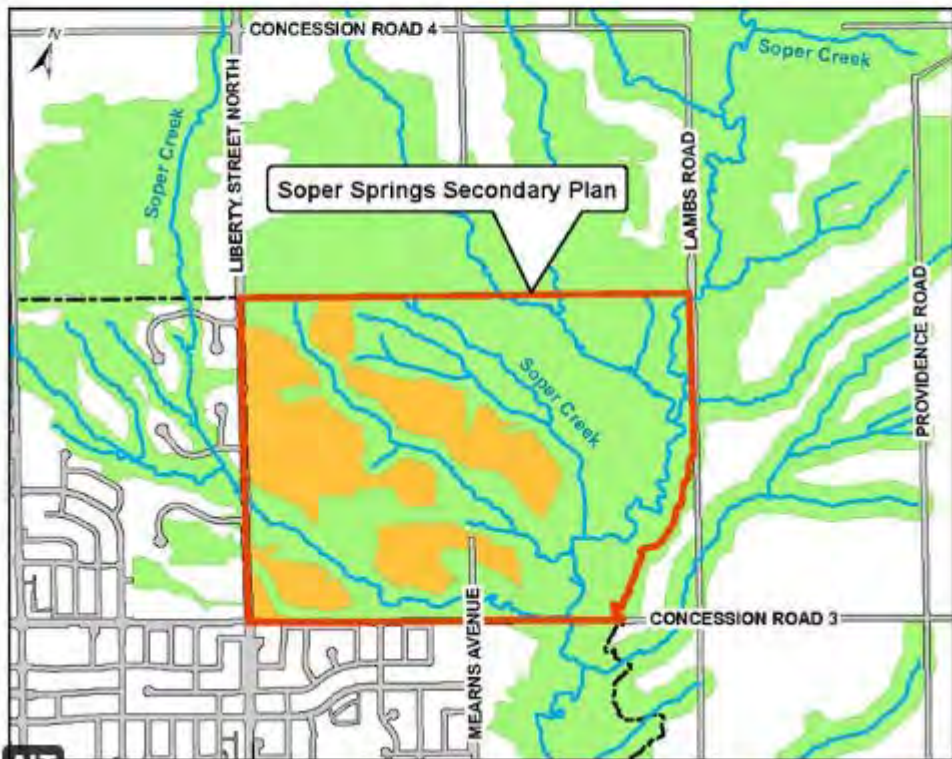 N
CONCESSION ROAD 4
Soper Creek
LIBERTY STREET NORTH
Soper Creek
LAMBS ROAD
Soper Springs Secondary Plan
PROVIDENCE ROAD
Soper Creek
MEARNS AVENUE
CONCESSION ROAD 3